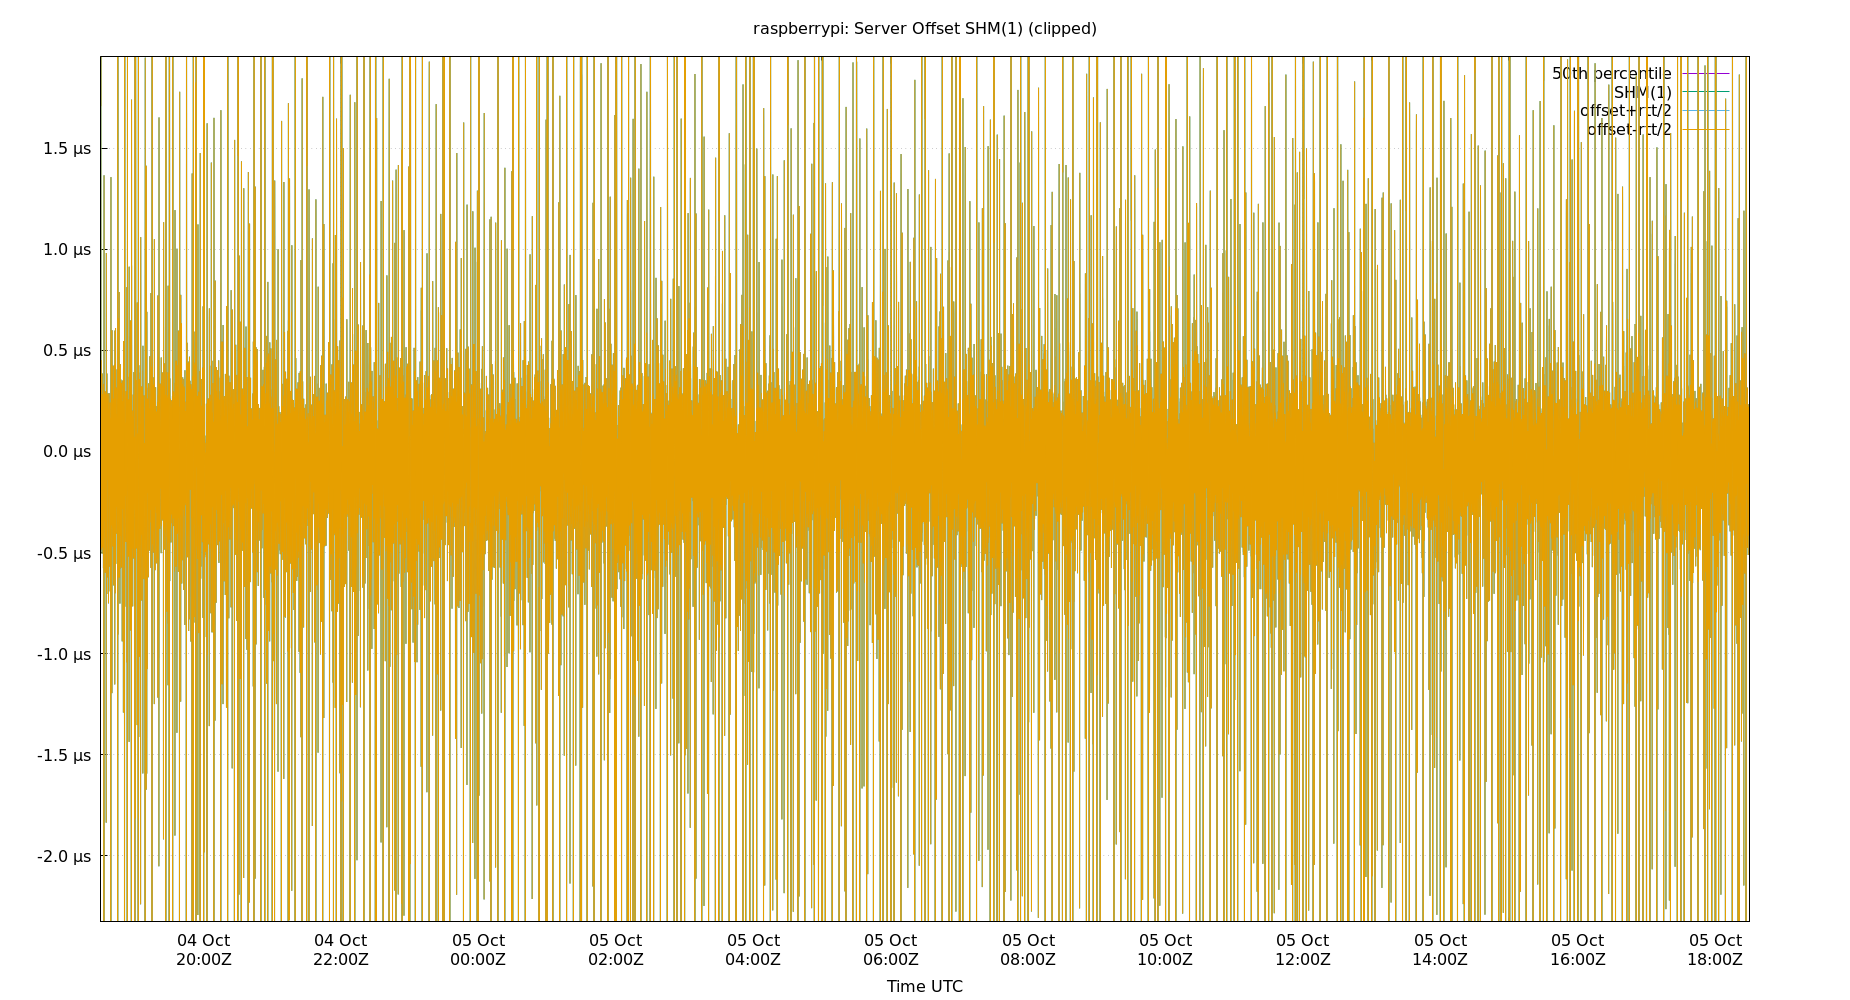 raspberrypi: Server Offset SHM(1) (clipped)
50th percentile
SHM(1)
offset+rtt/2
offset-rtt/2
1.5 µs
1.0 µs
0.5 µs
0.0 µs
-0.5 µs
-1.0 µs
-1.5 µs
-2.0 µs
04 Oct 04 Oct 05 Oct 05 Oct 05 Oct 05 Oct 05 Oct 05 Oct 05 Oct 05 Oct 05 Oct 05 Oct
20:00Z 22:00Z 00:00Z 02:00Z 04:00Z 06:00Z 08:00Z 10:00Z 12:00Z 14:00Z 16:00Z 18:00Z
Time UTC